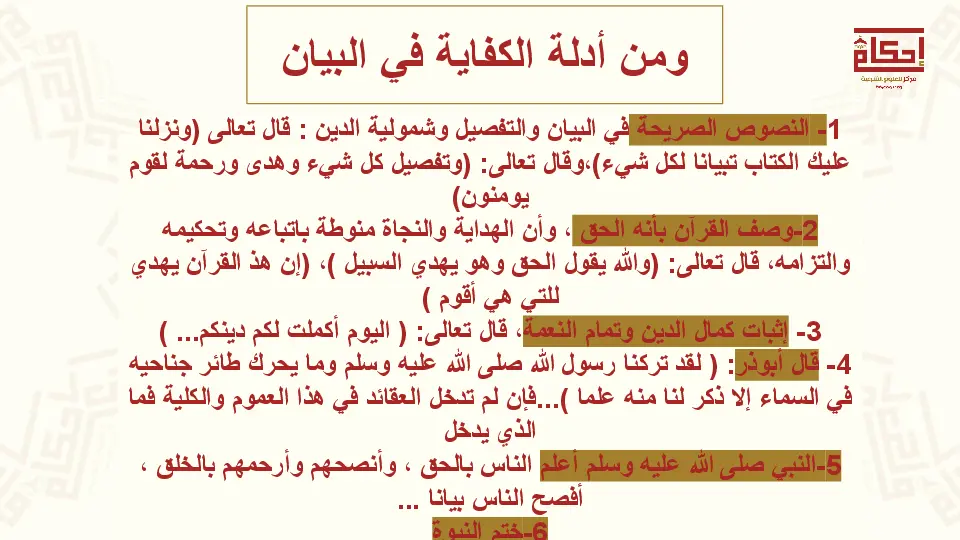 ومن أدلة الكفاية في البيان
إحكام
مركز للعلوم الشرعية
1- النصوص الصريحة في البيان والتفصيل وشمولية الدين : قال تعالى (ونزلنا
عليك الكتاب تبيانا لكل شيء)،وقال تعالى: (وتفصيل كل شيء وهدى ورحمة لقوم
يومنون)
2-وصف القرآن بأنه الحق ، وأن الهداية والنجاة منوطة باتباعه وتحكيمه
والتزامه، قال تعالى: (والله يقول الحق وهو يهدي السبيل )، (إن هذ القرآن يهدي
للتي هي أقوم )
3- إثبات كمال الدين وتمام النعمة، قال تعالى: ( اليوم أكملت لكم دينكم... )
4- قال أبوذر: ( لقد تركنا رسول الله صلى الله عليه وسلم وما يحرك طائر جناحيه
في السماء إلا ذكر لنا منه علما )...فإن لم تدخل العقائد في هذا العموم والكلية فما
الذي يدخل
5-النبي صلى الله عليه وسلم أعلم الناس بالحق ، وأنصحهم وأرحمهم بالخلق ،
أفصح الناس بيانا ...
6-ختم النبوة